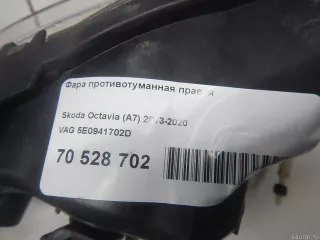 Фара противотуманная правая
Skoda Octavia (A7) 2013-2020
VAG 5E0941702D
70 528 702